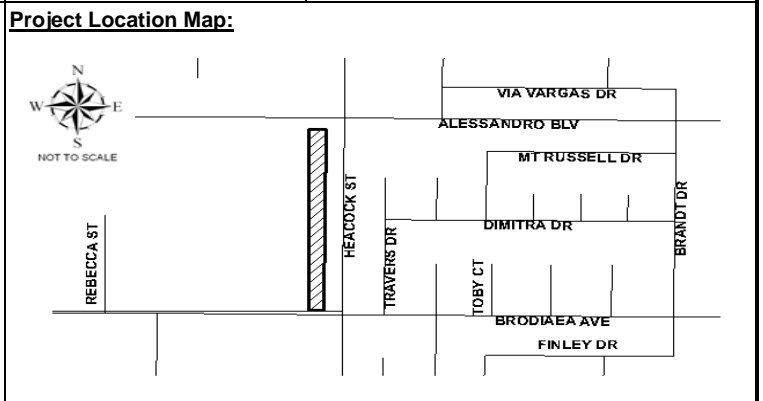 Project Location Map:
N
W E
S
NOT TO SCALE
VIA VARGAS DR
ALESSANDRO BLV
MT RUSSELL DR
HEACOCK ST
DIMITRA DR
BRANDT DR
REBECCA ST
TRAVERS DR
TOBY CT
BRODIAEA AVE
FINLEY DR